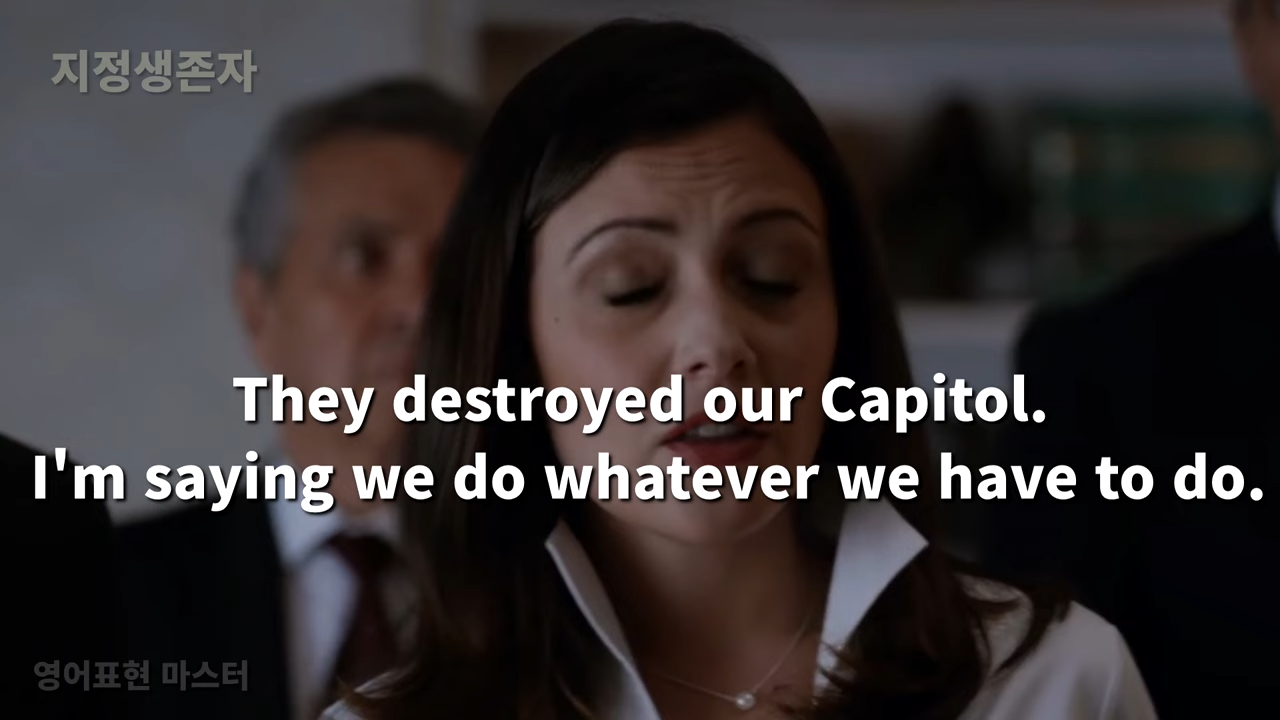 지정생존자
They destroyed our Capitol.
I'm saying we do whatever we have to do.
영어표현 마스터